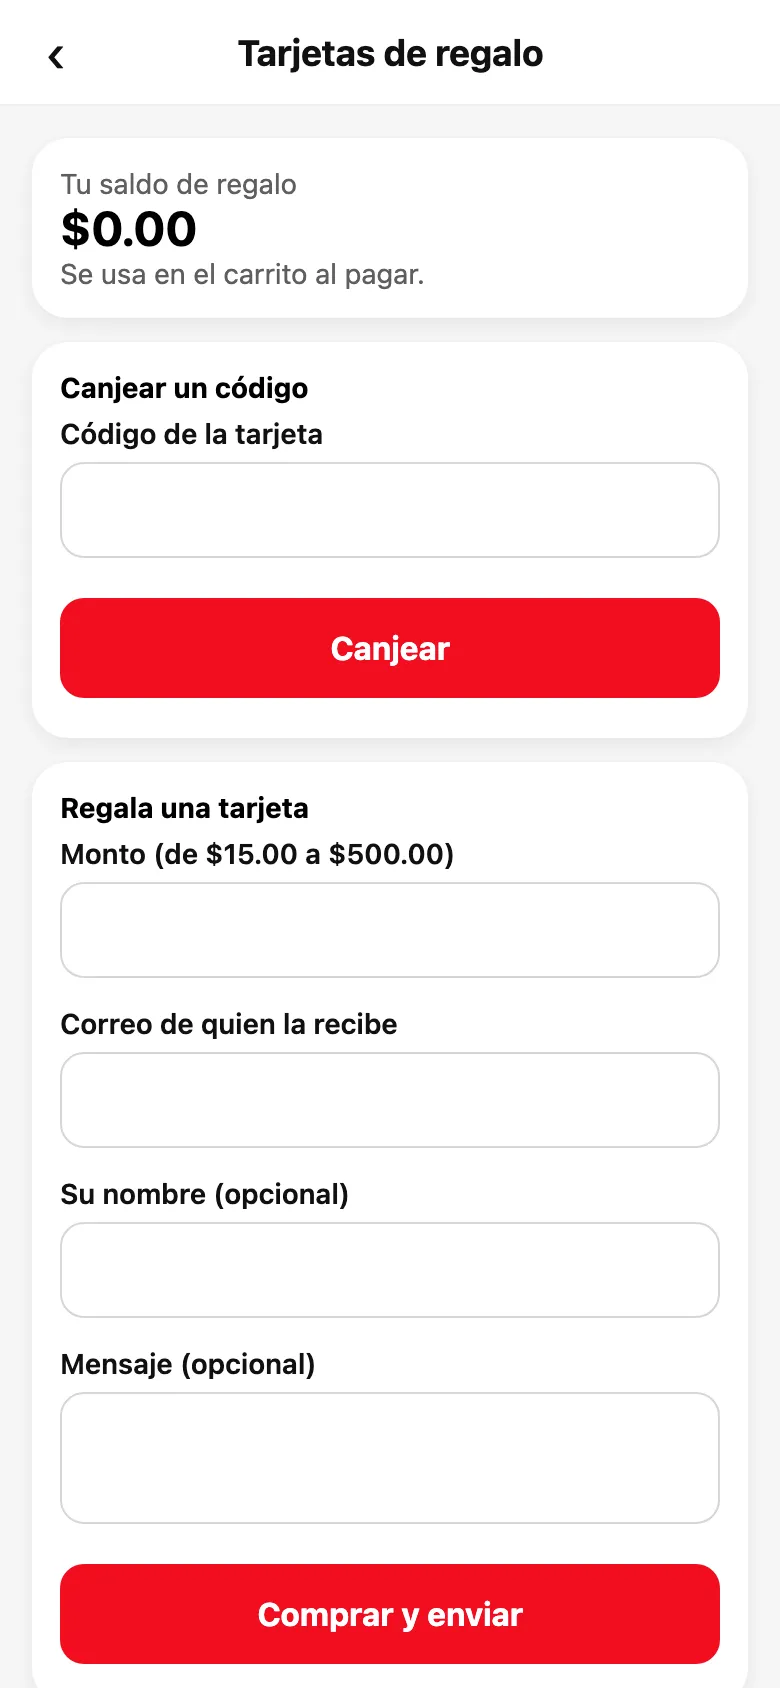 Tarjetas de regalo
Tu saldo de regalo
$0.00
Se usa en el carrito al pagar.
Canjear un código
Código de la tarjeta
Canjear
Regala una tarjeta
Monto (de $15.00 a $500.00)
Correo de quien la recibe
Su nombre (opcional)
Mensaje (opcional)
Comprar y enviar